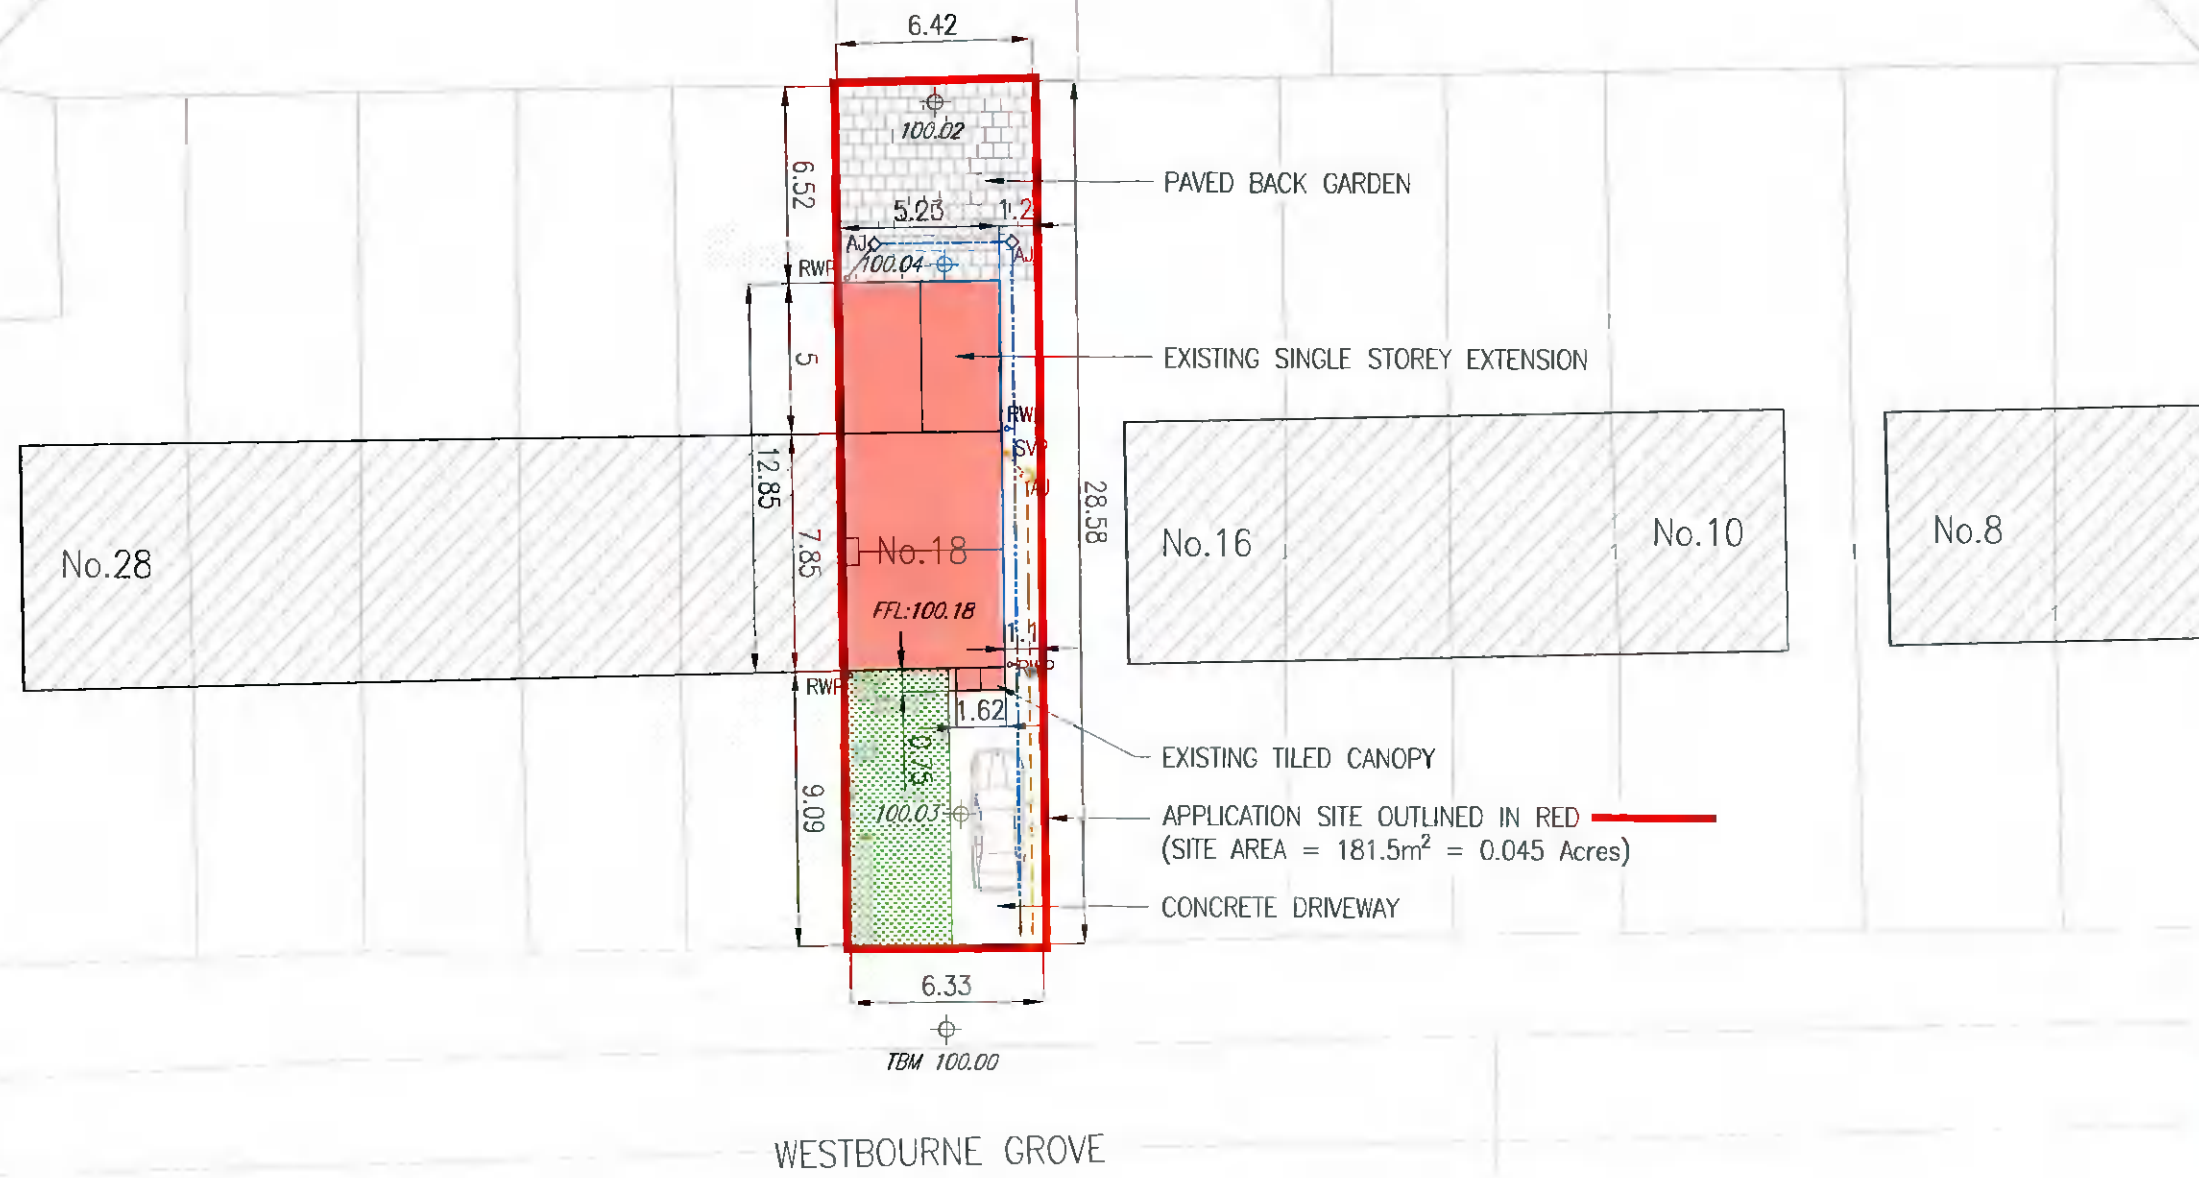 6.42
100.02
6.52
PAVED BACK GARDEN
5.23
1.2
AJ
AJ
RWP
100.04
5
EXISTING SINGLE STOREY EXTENSION
RWP
SVP
AJ
12.85
7.85
28.58
No.28
No.18
No.16
No.10
No.8
FFL:100.18
1.1
RWP
RWP
1.62
0.75
EXISTING TILED CANOPY
9.09
100.03
APPLICATION SITE OUTLINED IN RED
(SITE AREA = 181.5m² = 0.045 Acres)
CONCRETE DRIVEWAY
6.33
TBM 100.00
WESTBOURNE GROVE